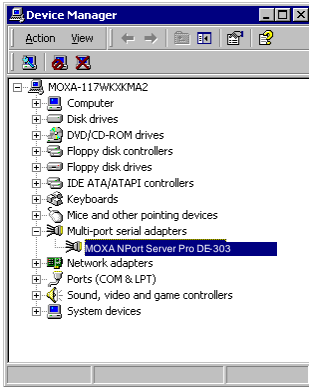 Device Manager
Action View
MOXA-117WKXKMA2
Computer
Disk drives
DVD/CD-ROM drives
Floppy disk controllers
Floppy disk drives
IDE ATA/ATAPI controllers
Keyboards
Mice and other pointing devices
Multi-port serial adapters
MOXA NPort Server Pro DE-303
Network adapters
Ports (COM & LPT)
Sound, video and game controllers
System devices